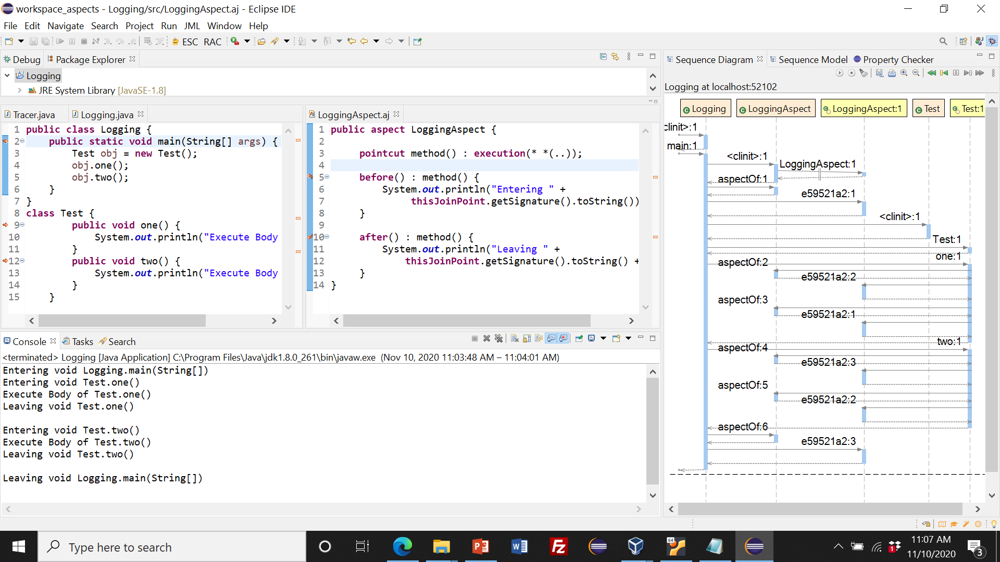 workspace_aspects - Logging/src/LoggingAspect.aj - Eclipse IDE
File Edit Navigate Search Project Run JML Window Help
ESC RAC
Debug Package Explorer
Logging
JRE System Library [JavaSE-1.8]
Tracer.java Logging.java
1 public class Logging {
2 public static void main(String[] args) {
3 Test obj = new Test();
4 obj.one();
5 obj.two();
6 }
7 }
8 class Test {
9 public void one() {
10 System.out.println("Execute Body
11 }
12 public void two() {
13 System.out.println("Execute Body
14 }
15 }
LoggingAspect.aj
1 public aspect LoggingAspect {
2
3 pointcut method() : execution(* *(..));
4
5 before() : method() {
6 System.out.println("Entering " +
7 thisJoinPoint.getSignature().toString())
8 }
9
10 after() : method() {
11 System.out.println("Leaving " +
12 thisJoinPoint.getSignature().toString() +
13 }
14 }
Console Tasks Search
<terminated> Logging [Java Application] C:\Program Files\Java\jdk1.8.0_261\bin\javaw.exe (Nov 10, 2020 11:03:48 AM – 11:04:01 AM)
Entering void Logging.main(String[])
Entering void Test.one()
Execute Body of Test.one()
Leaving void Test.one()
Entering void Test.two()
Execute Body of Test.two()
Leaving void Test.two()
Leaving void Logging.main(String[])
Sequence Diagram Sequence Model Property Checker
Logging at localhost:52102
Logging LoggingAspect LoggingAspect:1 Test Test:1
clinit>:1
main:1
<clinit>:1
LoggingAspect:1
aspectOf:1
e59521a2:1
<clinit>:1
Test:1
one:1
aspectOf:2
e59521a2:2
aspectOf:3
e59521a2:1
two:1
aspectOf:4
e59521a2:3
aspectOf:5
e59521a2:2
aspectOf:6
e59521a2:3
Type here to search
64
1
11:07 AM
11/10/2020
3